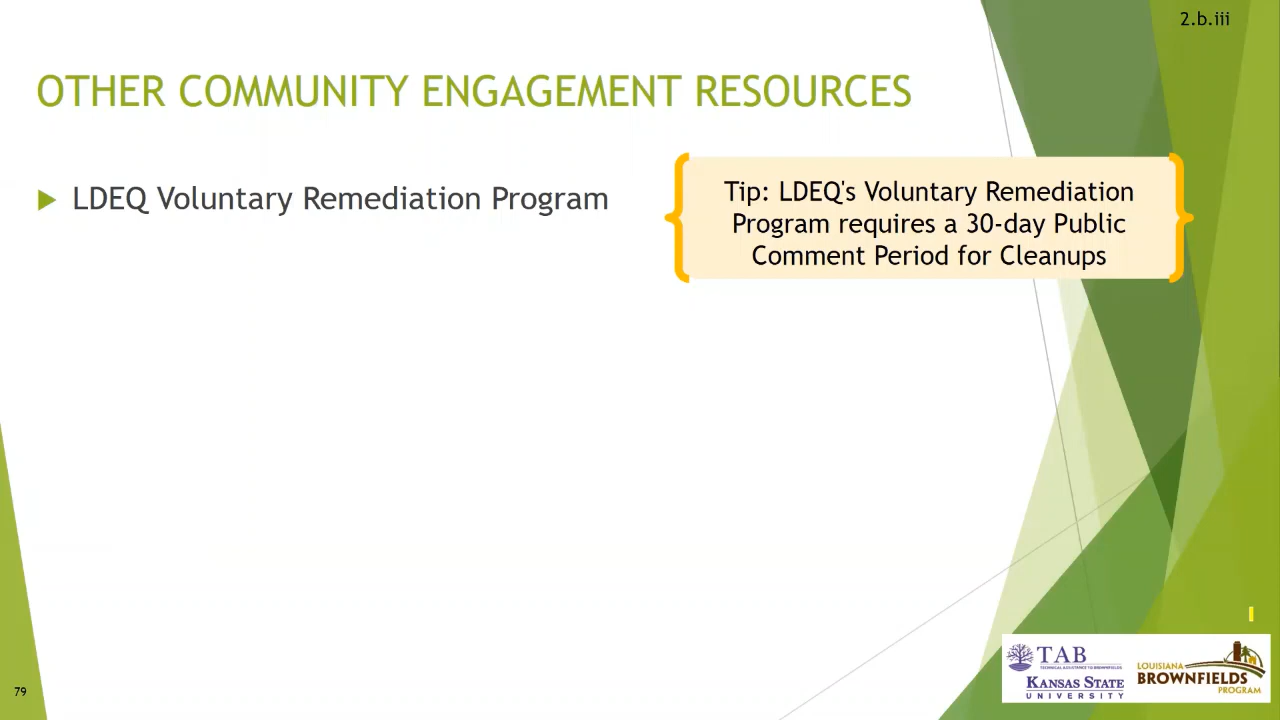 2.b.iii
OTHER COMMUNITY ENGAGEMENT RESOURCES
LDEQ Voluntary Remediation Program
Tip: LDEQ's Voluntary Remediation
Program requires a 30-day Public
Comment Period for Cleanups
TAB
TECHNICAL ASSISTANCE TO BROWNFIELDS
KANSAS STATE
UNIVERSITY
LOUISIANA
BROWNFIELDS
PROGRAM
79